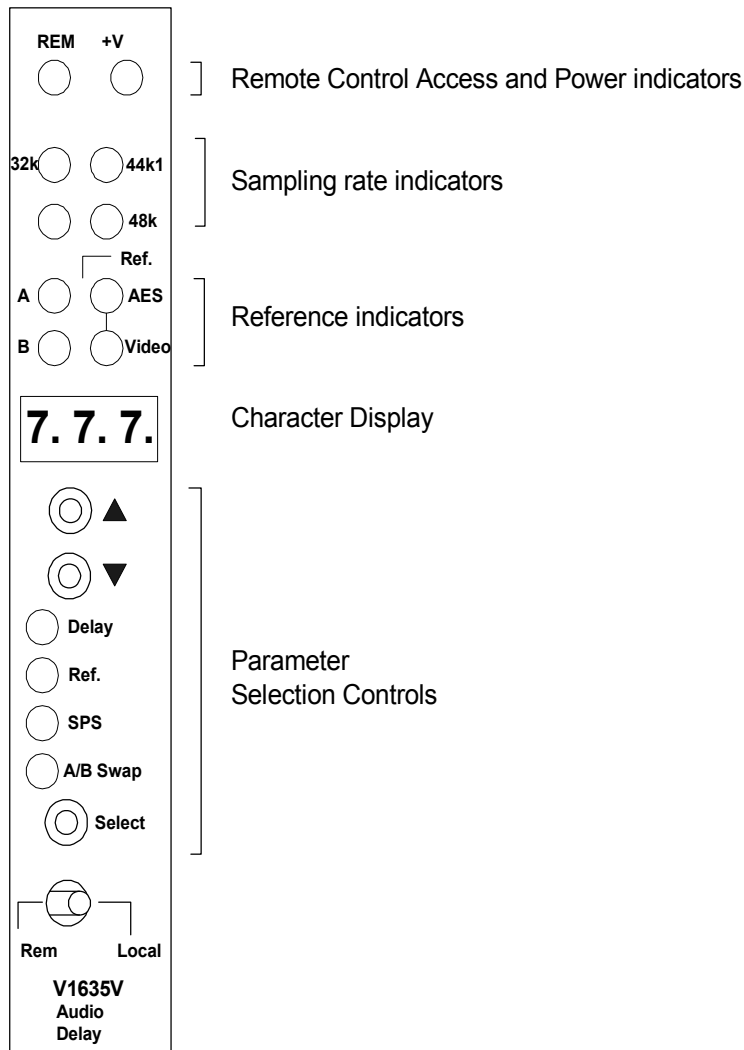 REM +V
Remote Control Access and Power indicators
32k 44k1
Sampling rate indicators
48k
Ref.
A AES
Reference indicators
B Video
7. 7. 7.
Character Display
Delay
Ref.
Parameter
Selection Controls
SPS
A/B Swap
Select
Rem Local
V1635V
Audio
Delay